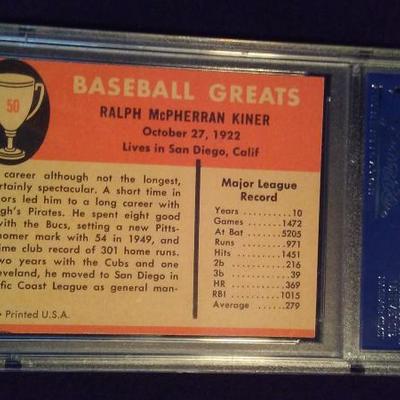 50
BASEBALL GREATS
RALPH McPHERRAN KINER
October 27, 1922
Lives in San Diego, Calif
career although not the longest,
ertainly spectacular. A short time in
ors led him to a long career with
gh's Pirates. He spent eight good
with the Bucs, setting a new Pitts-
omer mark with 54 in 1949, and
ime club record of 301 home runs.
two years with the Cubs and one
eveland, he moved to San Diego in
fic Coast League as general man-
• Printed U.S.A.
Major League
Record
Years ........ 10
Games ..... 1472
At Bat ..... 5205
Runs ........ 971
Hits ........ 1451
2b ............ 216
3b .............. 39
HR ............ 369
RBI ......... 1015
Average ... .279